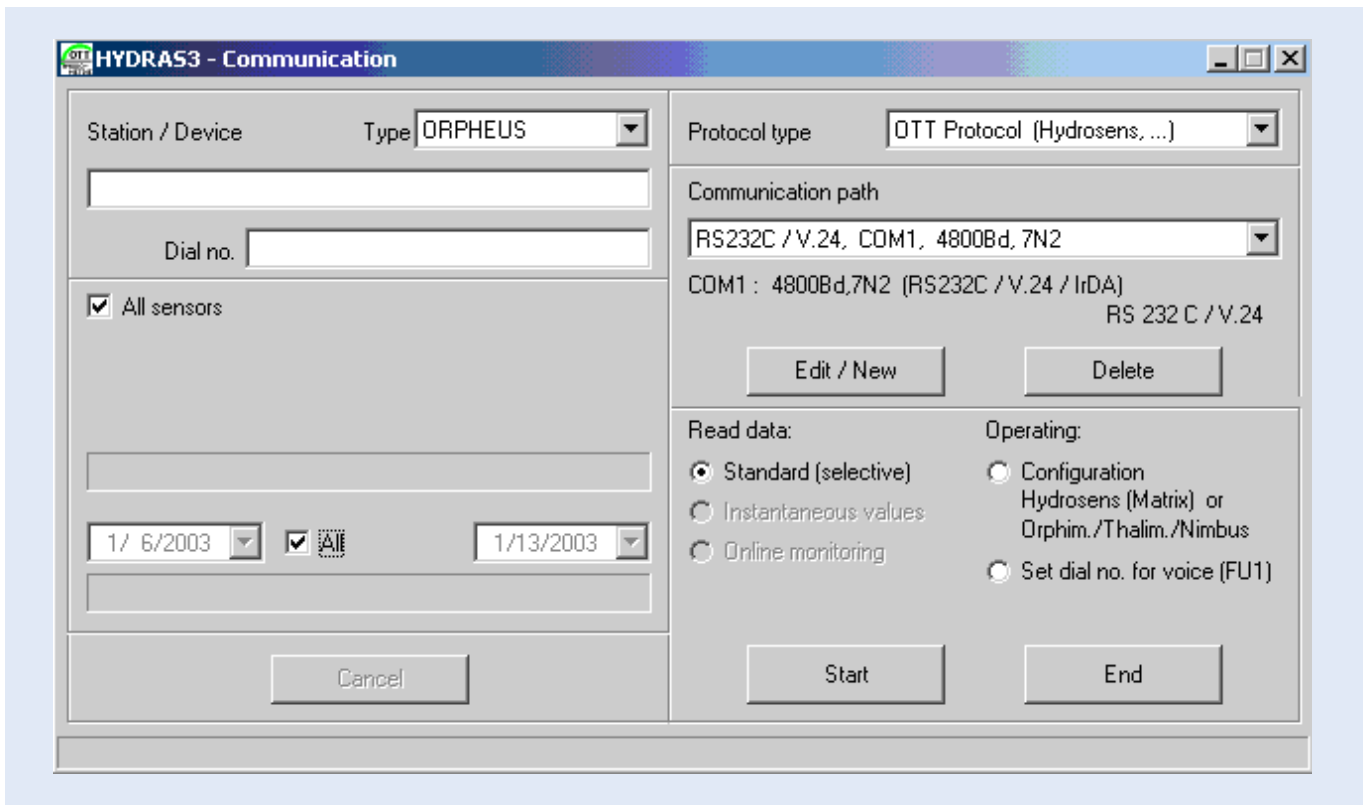 HYDRAS3 - Communication
Station / Device Type ORPHEUS
Dial no.
All sensors
1/ 6/2003 All 1/13/2003
Cancel
Protocol type OTT Protocol (Hydrosens, ...)
Communication path
RS232C / V.24, COM1, 4800Bd, 7N2
COM1 : 4800Bd,7N2 (RS232C / V.24 / IrDA)
RS 232 C / V.24
Edit / New Delete
Read data: Operating:
Standard (selective) Configuration
Hydrosens (Matrix) or
Instantaneous values
Orphim./Thalim./Nimbus
Online monitoring
Set dial no. for voice (FU1)
Start End